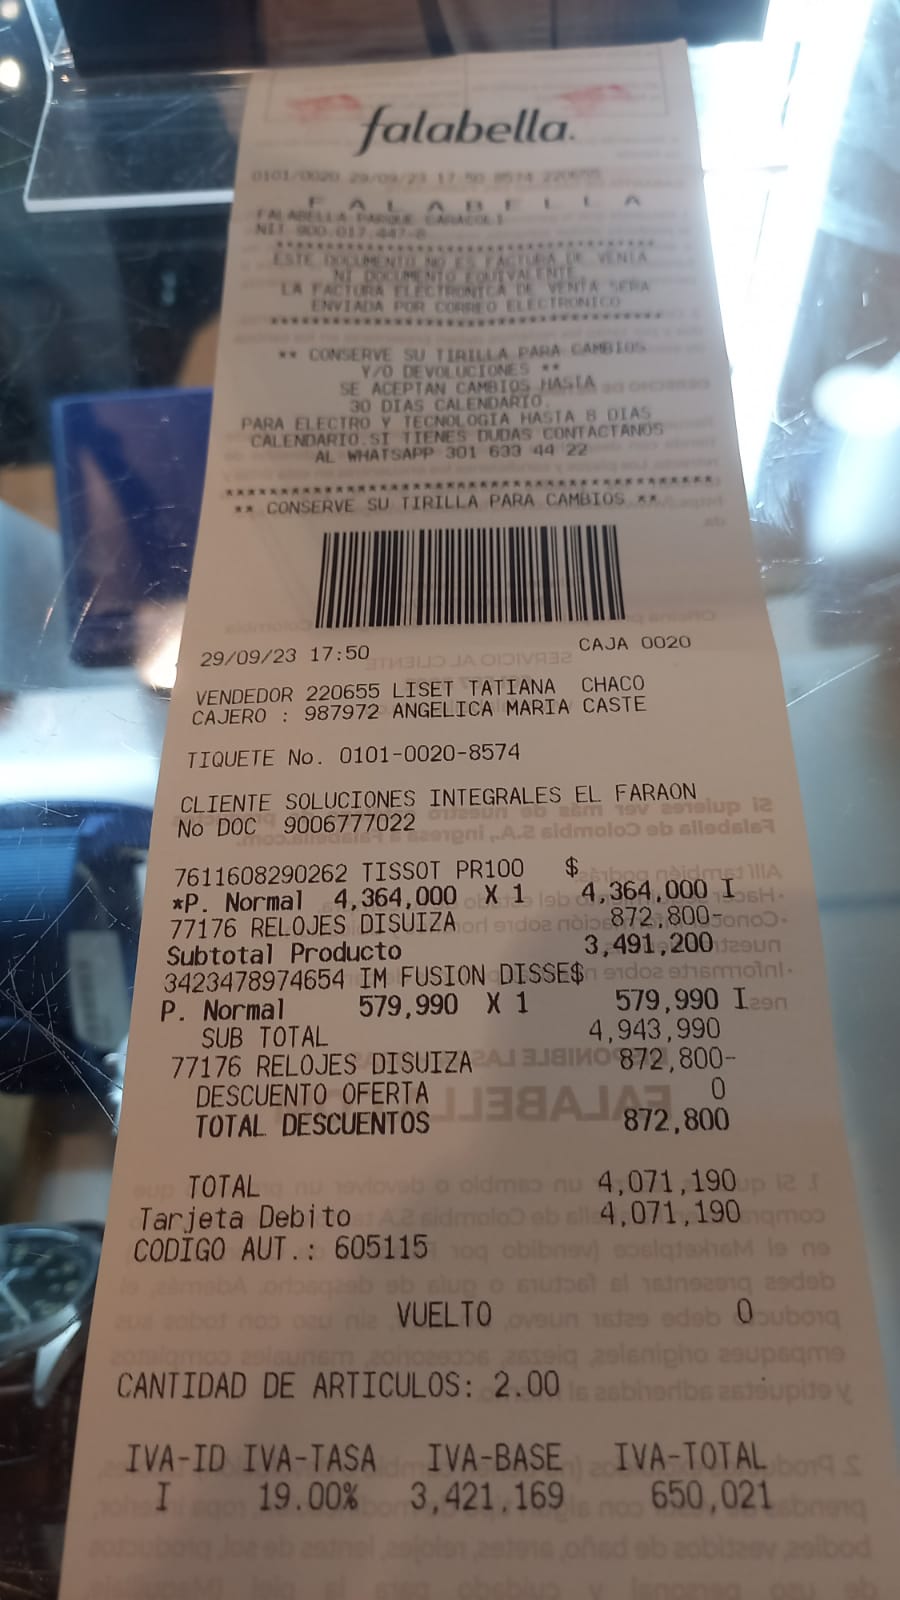 falabella.
0101/0020 29/09/23 17:50 8574 220655
F A L A B E L L A
FALABELLA PARQUE CARACOLI
NIT 900.017.447-8
****************************************
ESTE DOCUMENTO NO ES FACTURA DE VENTA
NI DOCUMENTO EQUIVALENTE
LA FACTURA ELECTRONICA DE VENTA SERA
ENVIADA POR CORREO ELECTRONICO
****************************************
** CONSERVE SU TIRILLA PARA CAMBIOS
Y/O DEVOLUCIONES **
SE ACEPTAN CAMBIOS HASTA
30 DIAS CALENDARIO.
PARA ELECTRO Y TECNOLOGIA HASTA 8 DIAS
CALENDARIO.SI TIENES DUDAS CONTACTANOS
AL WHATSAPP 301 633 44 22
****************************************
** CONSERVE SU TIRILLA PARA CAMBIOS **
29/09/23 17:50 CAJA 0020
VENDEDOR 220655 LISET TATIANA CHACO
CAJERO : 987972 ANGELICA MARIA CASTE
TIQUETE No. 0101-0020-8574
CLIENTE SOLUCIONES INTEGRALES EL FARAON
No DOC 9006777022
7611608290262 TISSOT PR100 $
*P. Normal 4,364,000 X 1 4,364,000 I
77176 RELOJES DISUIZA 872,800-
Subtotal Producto 3,491,200
3423478974654 IM FUSION DISSE$
P. Normal 579,990 X 1 579,990 I
SUB TOTAL 4,943,990
77176 RELOJES DISUIZA 872,800-
DESCUENTO OFERTA 0
TOTAL DESCUENTOS 872,800
TOTAL 4,071,190
Tarjeta Debito 4,071,190
CODIGO AUT.: 605115
VUELTO 0
CANTIDAD DE ARTICULOS: 2.00
IVA-ID IVA-TASA IVA-BASE IVA-TOTAL
I 19.00% 3,421,169 650,021